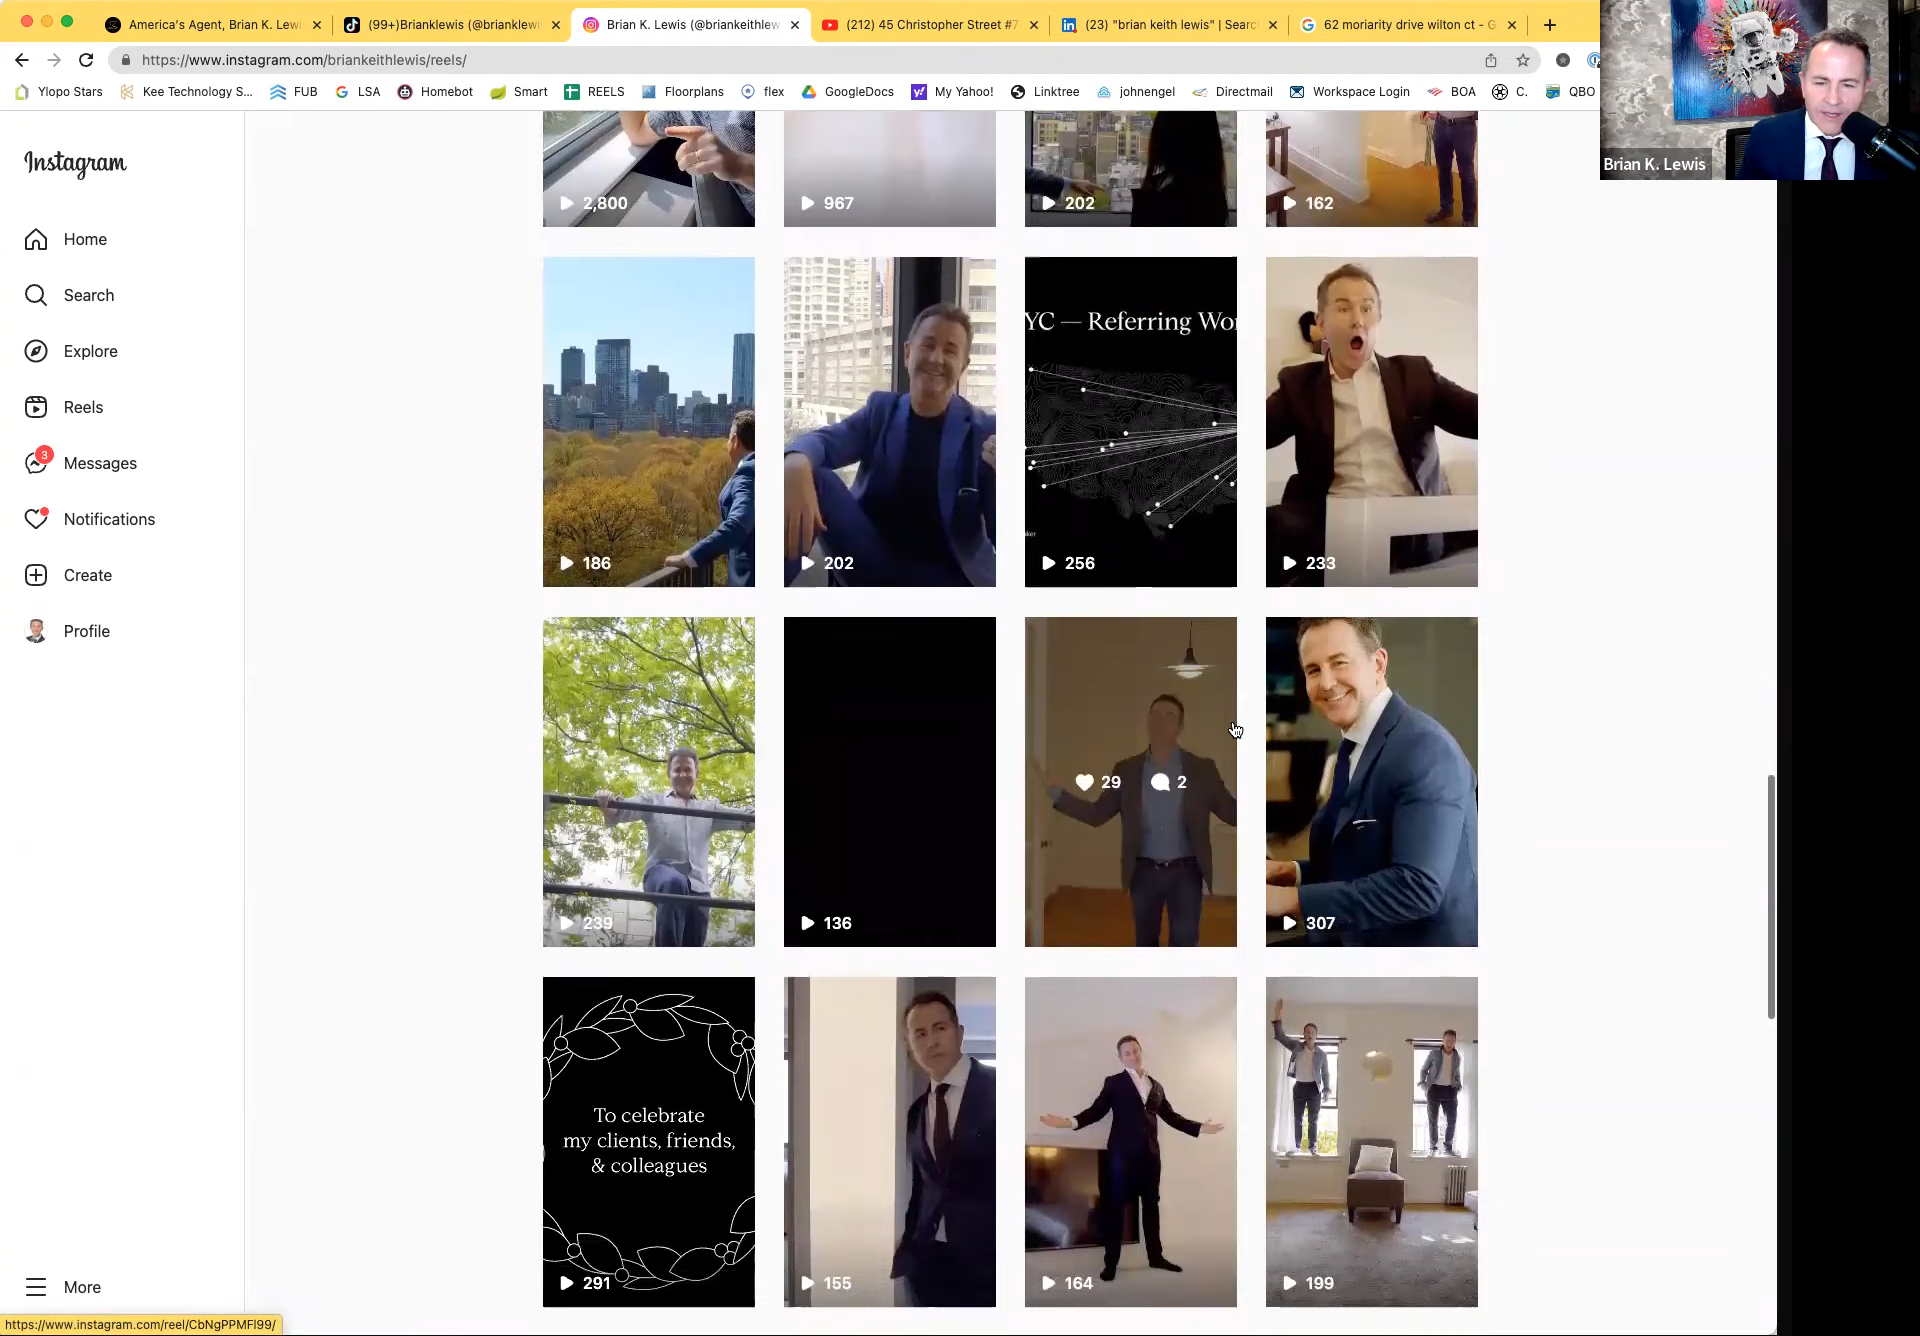 America's Agent, Brian K. Lewi
(99+)Brianklewis (@brianklewi
Brian K. Lewis (@briankeithlew
(212) 45 Christopher Street #7
(23) "brian keith lewis" | Searc
62 moriarity drive wilton ct - G
https://www.instagram.com/briankeithlewis/reels/
Ylopo Stars
Kee Technology S...
FUB
LSA
Homebot
Smart
REELS
Floorplans
flex
GoogleDocs
My Yahoo!
Linktree
johnengel
Directmail
Workspace Login
BOA
C.
QBO
Brian K. Lewis
Instagram
Home
Search
Explore
Reels
3
Messages
Notifications
Create
Profile
More
2,800
967
202
162
YC — Referring Wor
186
202
256
233
29
2
239
136
307
To celebrate
my clients, friends,
& colleagues
291
155
164
199
https://www.instagram.com/reel/CbNgPPMFl99/